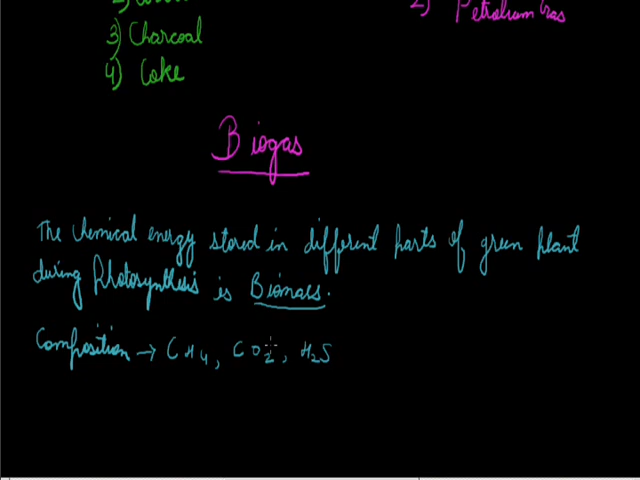 2) Petrolium Gas
3) Charcoal
4) Coke
Biogas
The Chemical energy stored in different parts of green plant
during Photosynthesis is Biomass.
Composition → CH4, CO2, H2S